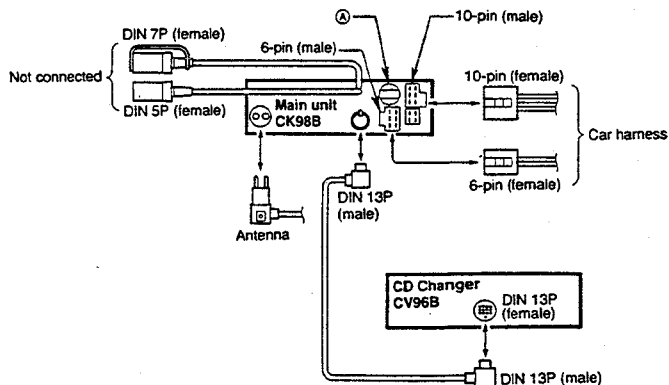 DIN 7P (female)
Not connected
DIN 5P (female)
6-pin (male)
A
10-pin (male)
Main unit
CK98B
10-pin (female)
Car harness
6-pin (female)
DIN 13P
(male)
Antenna
CD Changer
CV96B
DIN 13P
(female)
DIN 13P (male)